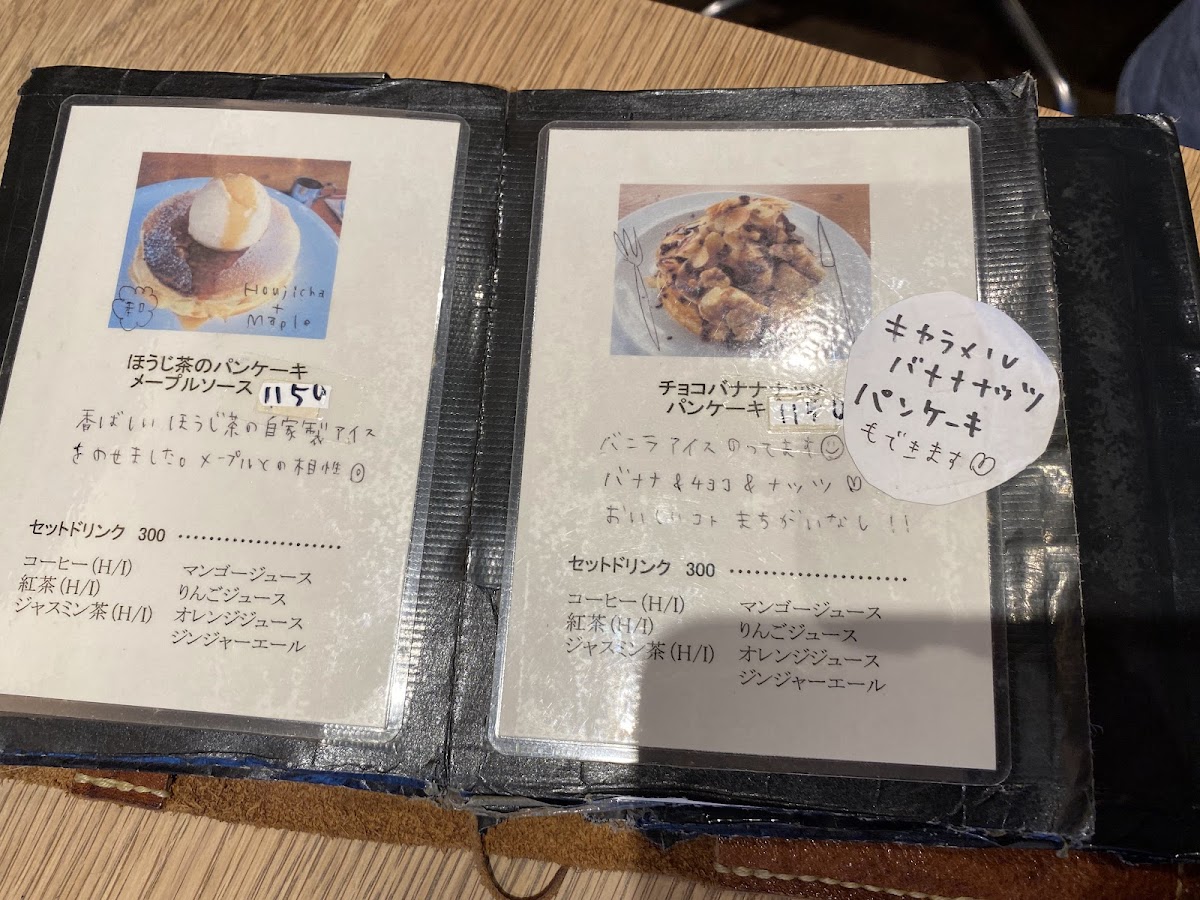 和
Houjicha
+
Maple
ほうじ茶のパンケーキ
メープルソース 1150
香ばしい ほうじ茶の自家製アイス
をのせました。メープルとの相性◎
セットドリンク 300 ......................
コーヒー(H/I)
紅茶(H/I)
ジャスミン茶(H/I)
マンゴージュース
りんごジュース
オレンジジュース
ジンジャーエール
チョコバナナナッツ
パンケーキ 1150
バニラアイスのってます☺
バナナ&チョコ&ナッツ♡
おいしいコト まちがいなし!!
キャラメル
バナナナッツ
パンケーキ
もできます♡
セットドリンク 300 ........................
コーヒー(H/I)
紅茶(H/I)
ジャスミン茶(H/I)
マンゴージュース
りんごジュース
オレンジジュース
ジンジャーエール